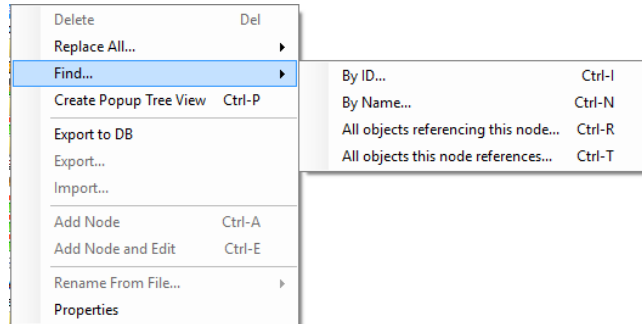 Delete Del
Replace All...
Find...
Create Popup Tree View Ctrl-P
Export to DB
Export...
Import...
Add Node Ctrl-A
Add Node and Edit Ctrl-E
Rename From File...
Properties
By ID... Ctrl-I
By Name... Ctrl-N
All objects referencing this node... Ctrl-R
All objects this node references... Ctrl-T